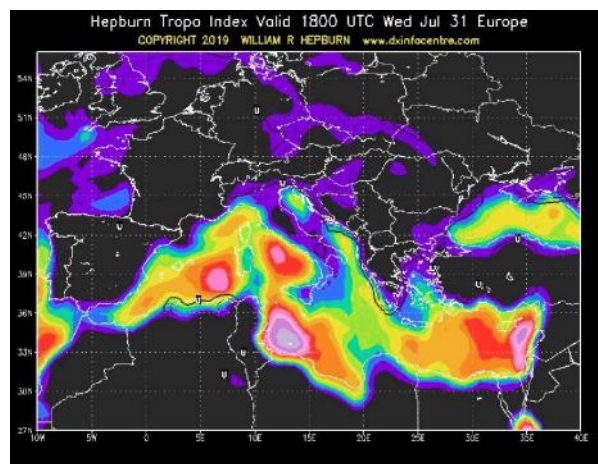 Hepburn Tropo Index Valid 1800 UTC Wed Jul 31 Europe
COPYRIGHT 2019 WILLIAM R HEPBURN www.dxinfocentre.com
54N
51N
48N
45N
42N
39N
36N
33N
30N
27N
10W 5W 0 5E 10E 15E 20E 25E 30E 35E 40E
U
U
U
U
U
U
U
U
U